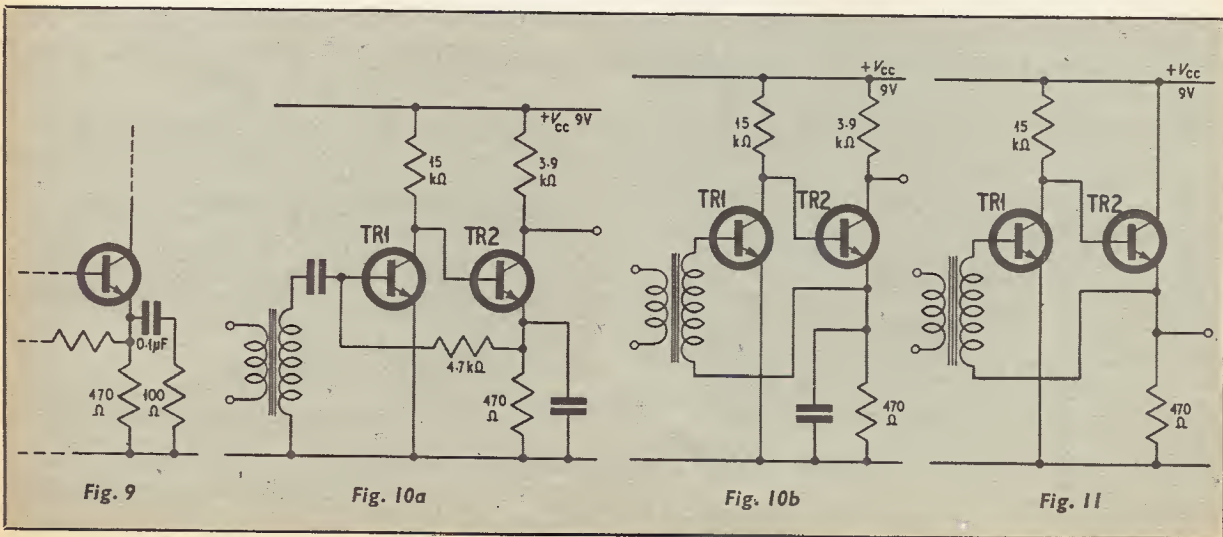 0·1µF
470
Ω
100
Ω
Fig. 9
+Vcc 9V
15
kΩ
3·9
kΩ
TR1
TR2
4·7kΩ
470
Ω
Fig. 10a
+Vcc
9V
15
kΩ
3·9
kΩ
TR1
TR2
470
Ω
Fig. 10b
+Vcc
9V
15
kΩ
TR1
TR2
470
Ω
Fig. 11